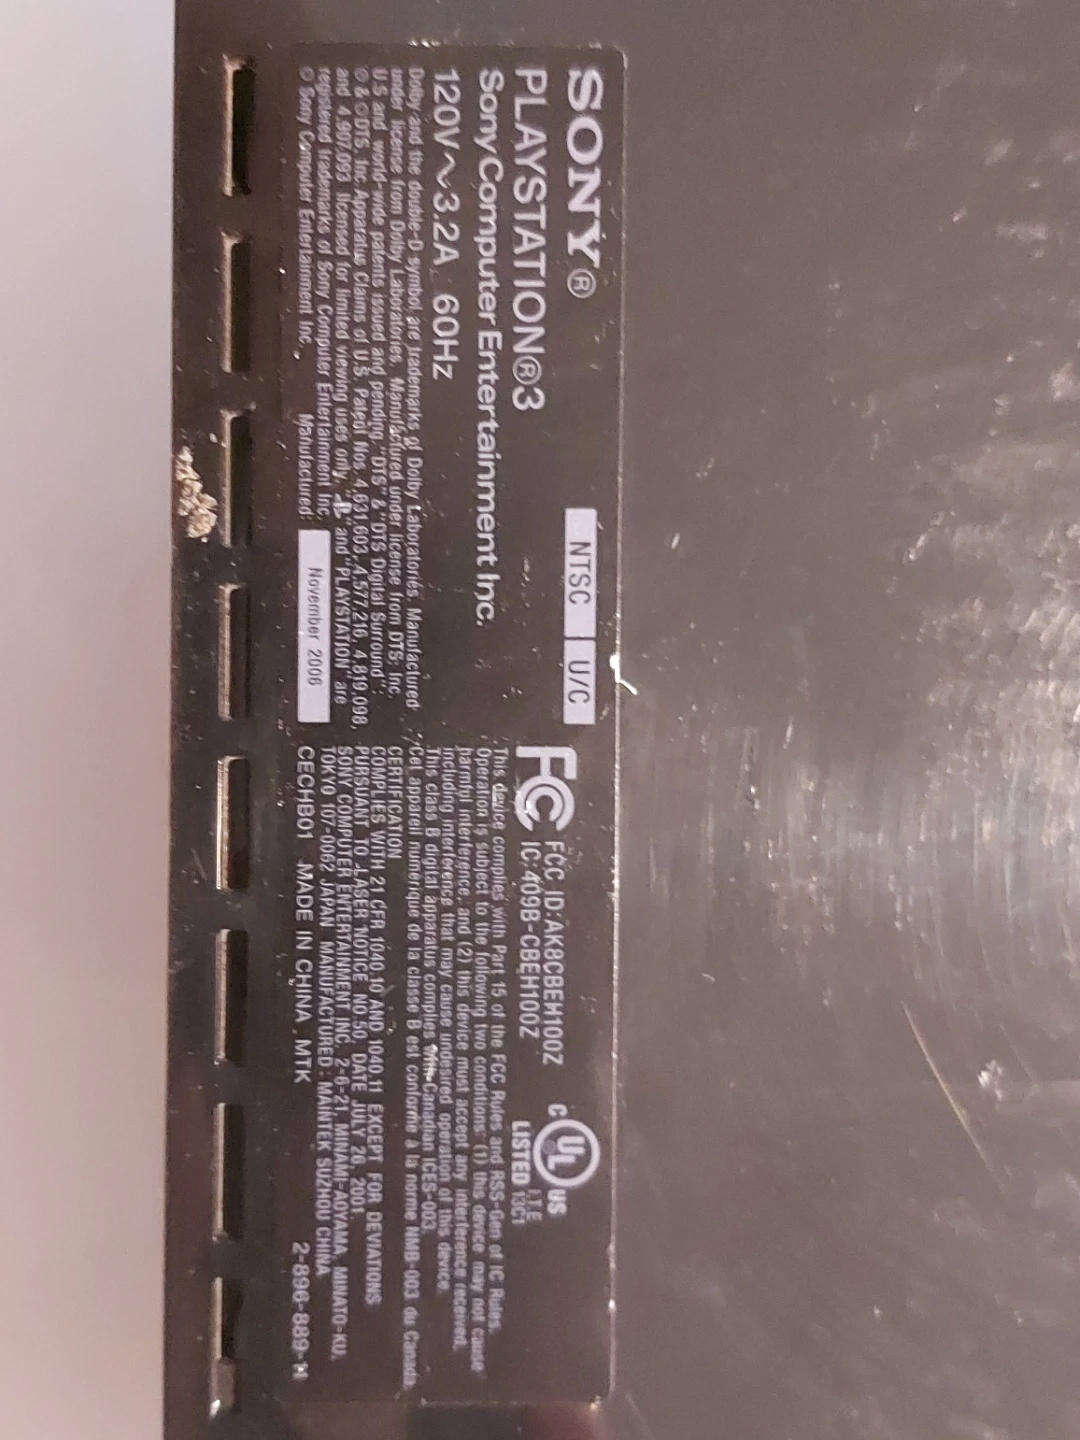 SONY®
PLAYSTATION®3
Sony Computer Entertainment Inc.
120V～3.2A 60Hz
Dolby and the double-D symbol are trademarks of Dolby Laboratories. Manufactured
under license from Dolby Laboratories. Manufactured under license from DTS, Inc.
U.S and world-wide patents issued and pending. "DTS" & "DTS Digital Surround":
® & © DTS, Inc. Apparatus Claims of U.S. Patent Nos. 4,631,603, 4,577,216, 4,819,098,
and 4,907,093 licensed for limited viewing uses only. " " and "PLAYSTATION" are
registered trademarks of Sony Computer Entertainment Inc.
© Sony Computer Entertainment Inc. Manufactured: November 2006
NTSC U/C
FC FCC ID:AK8CBEH100Z
IC:409B-CBEH100Z
C UL US
I.T.E.
LISTED 13C1
This device complies with Part 15 of the FCC Rules and RSS-Gen of IC Rules.
Operation is subject to the following two conditions: (1) this device may not cause
harmful interference, and (2) this device must accept any interference received,
including interference that may cause undesired operation of this device.
This class B digital apparatus complies with Canadian ICES-003.
Cet appareil numérique de la classe B est conforme à la norme NMB-003 du Canada.
CERTIFICATION
COMPLIES WITH 21 CFR 1040.10 AND 1040.11 EXCEPT FOR DEVIATIONS
PURSUANT TO LASER NOTICE NO.50, DATE JULY 26, 2001.
SONY COMPUTER ENTERTAINMENT INC. 2-6-21, MINAMI-AOYAMA, MINATO-KU,
TOKYO 107-0062 JAPAN MANUFACTURED : MAINTEK SUZHOU CHINA
CECHB01 MADE IN CHINA MTK 2-896-889-11